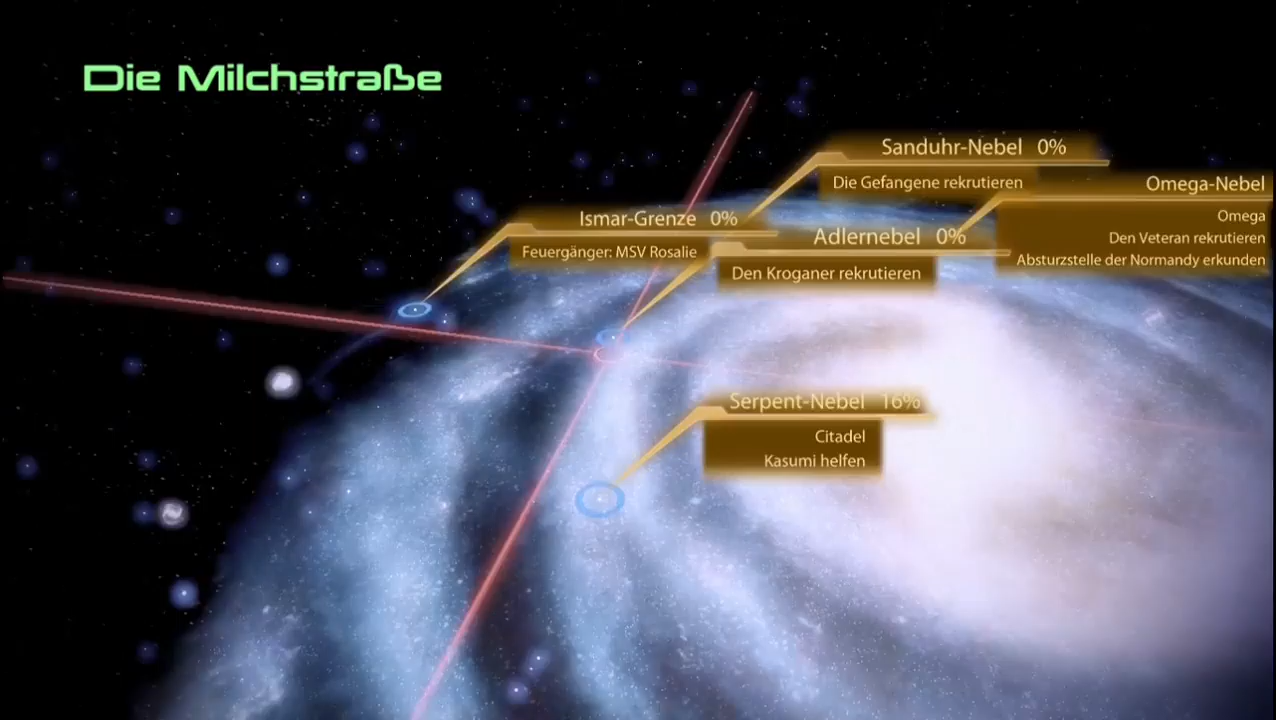 Die Milchstraße
Sanduhr-Nebel 0%
Die Gefangene rekrutieren
Omega-Nebel
Omega
Den Veteran rekrutieren
Absturzstelle der Normandy erkunden
Ismar-Grenze 0%
Feuergänger: MSV Rosalie
Adlernebel 0%
Den Kroganer rekrutieren
Serpent-Nebel 16%
Citadel
Kasumi helfen